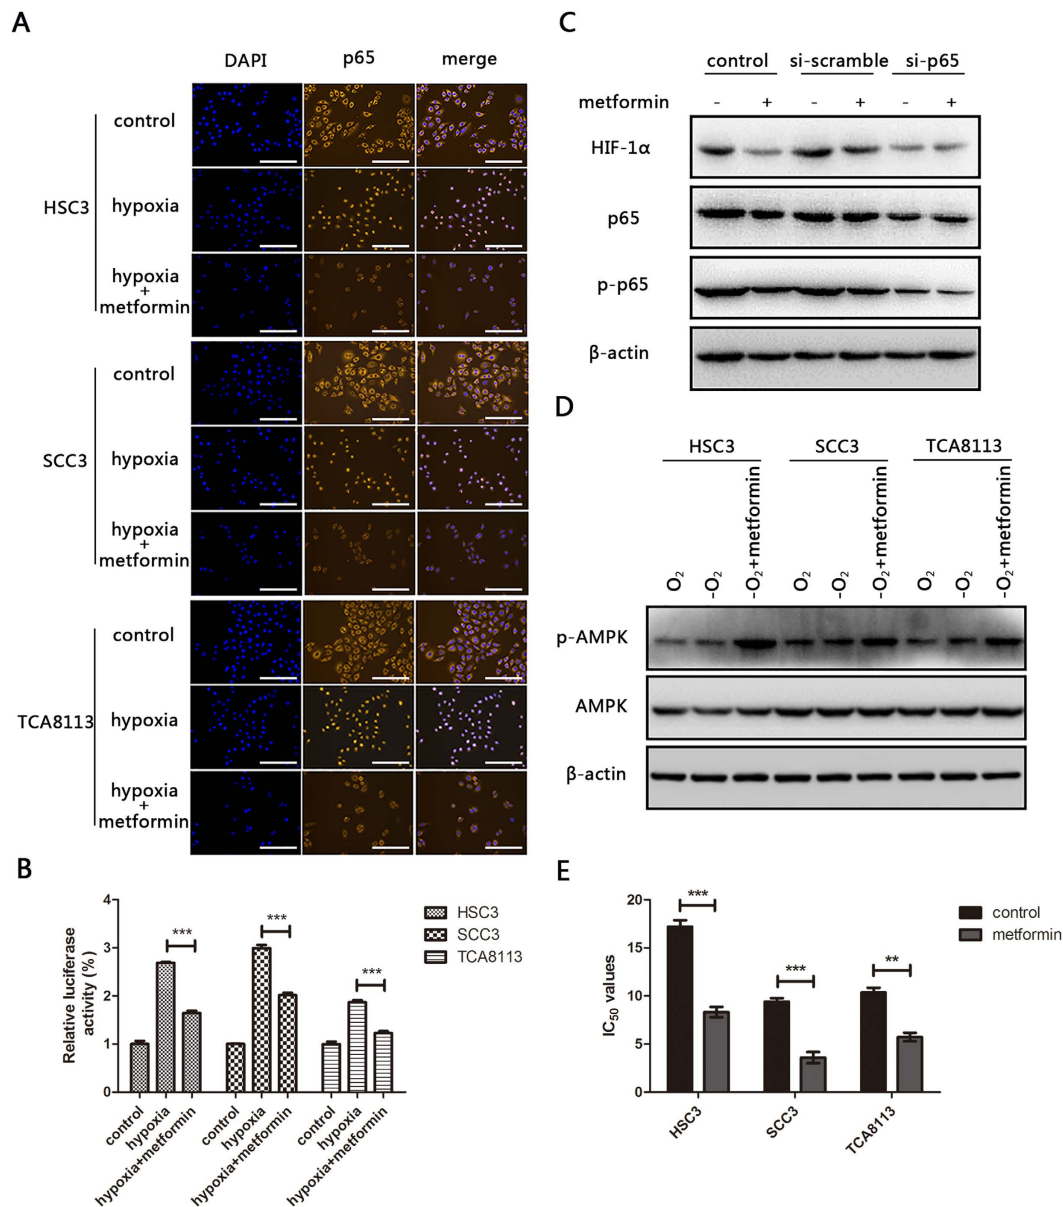 A
DAPI p65 merge
HSC3
control
hypoxia
hypoxia
+
metformin
SCC3
control
hypoxia
hypoxia
+
metformin
TCA8113
control
hypoxia
hypoxia
+
metformin
B
Relative luciferase
activity (%)
4
3
2
1
0
*** *** ***
HSC3
SCC3
TCA8113
control hypoxia hypoxia+metformin control hypoxia hypoxia+metformin control hypoxia hypoxia+metformin
C
control si-scramble si-p65
metformin - + - + - +
HIF-1α
p65
p-p65
β-actin
D
HSC3 SCC3 TCA8113
O₂ -O₂ -O₂+metformin O₂ -O₂ -O₂+metformin O₂ -O₂ -O₂+metformin
p-AMPK
AMPK
β-actin
E
IC₅₀ values
20
15
10
5
0
*** *** **
control
metformin
HSC3 SCC3 TCA8113